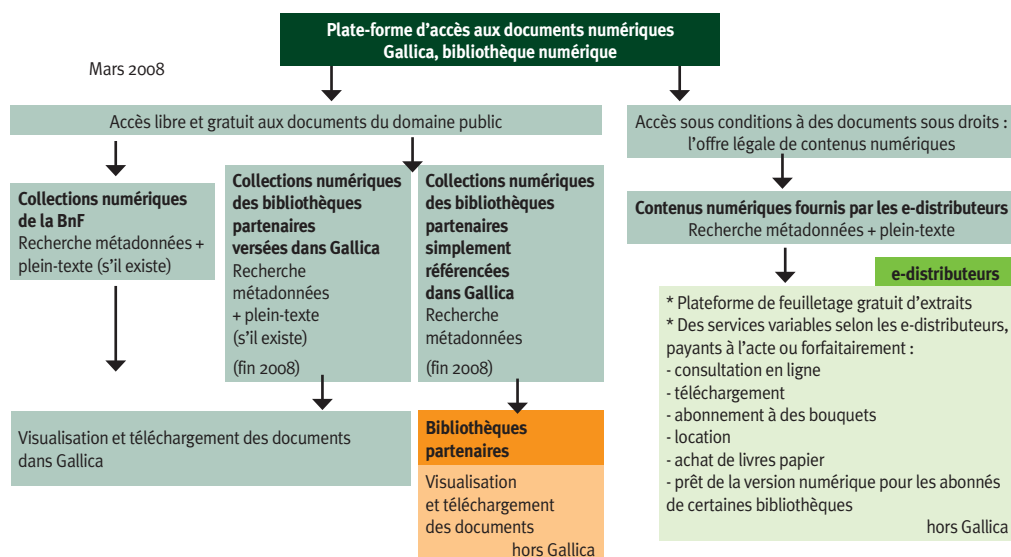 Plate-forme d'accès aux documents numériques
Gallica, bibliothèque numérique
Mars 2008
Accès libre et gratuit aux documents du domaine public
Accès sous conditions à des documents sous droits :
l'offre légale de contenus numériques
Collections numériques
de la BnF
Recherche métadonnées +
plein-texte (s'il existe)
Collections numériques
des bibliothèques
partenaires
versées dans Gallica
Recherche
métadonnées
+ plein-texte
(s'il existe)
(fin 2008)
Collections numériques
des bibliothèques
partenaires
simplement
référencées
dans Gallica
Recherche
métadonnées
(fin 2008)
Contenus numériques fournis par les e-distributeurs
Recherche métadonnées + plein-texte
e-distributeurs
* Plateforme de feuilletage gratuit d'extraits
* Des services variables selon les e-distributeurs,
payants à l'acte ou forfaitairement :
- consultation en ligne
- téléchargement
- abonnement à des bouquets
- location
- achat de livres papier
- prêt de la version numérique pour les abonnés
de certaines bibliothèques
hors Gallica
Visualisation et téléchargement des documents
dans Gallica
Bibliothèques
partenaires
Visualisation
et téléchargement
des documents
hors Gallica